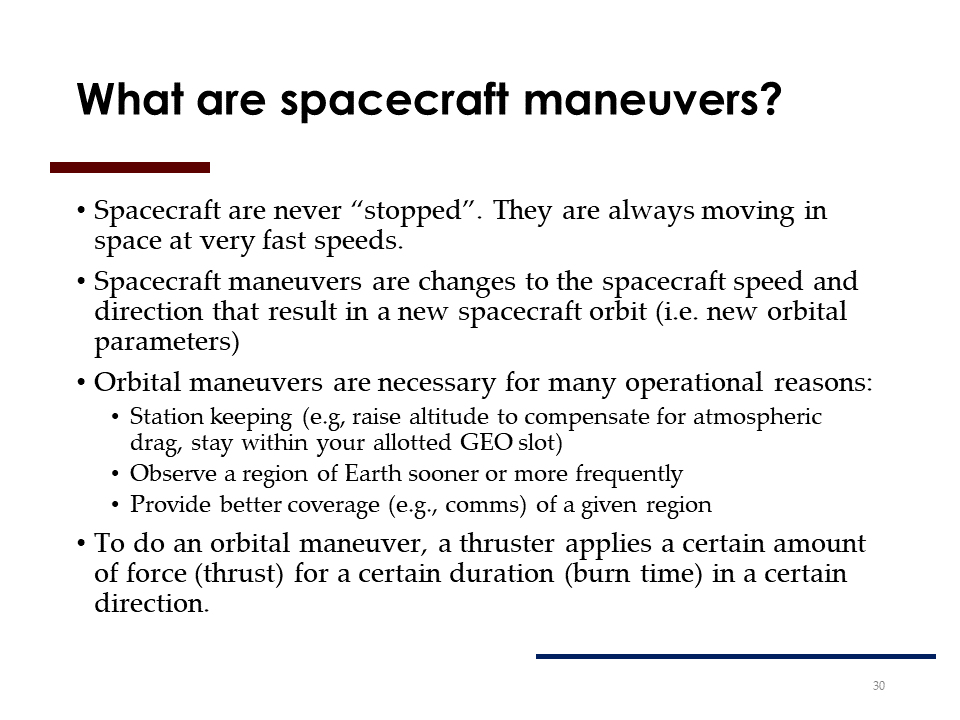 What are spacecraft maneuvers?
• Spacecraft are never “stopped”. They are always moving in
space at very fast speeds.
• Spacecraft maneuvers are changes to the spacecraft speed and
direction that result in a new spacecraft orbit (i.e. new orbital
parameters)
• Orbital maneuvers are necessary for many operational reasons:
• Station keeping (e.g, raise altitude to compensate for atmospheric
drag, stay within your allotted GEO slot)
• Observe a region of Earth sooner or more frequently
• Provide better coverage (e.g., comms) of a given region
• To do an orbital maneuver, a thruster applies a certain amount
of force (thrust) for a certain duration (burn time) in a certain
direction.
30